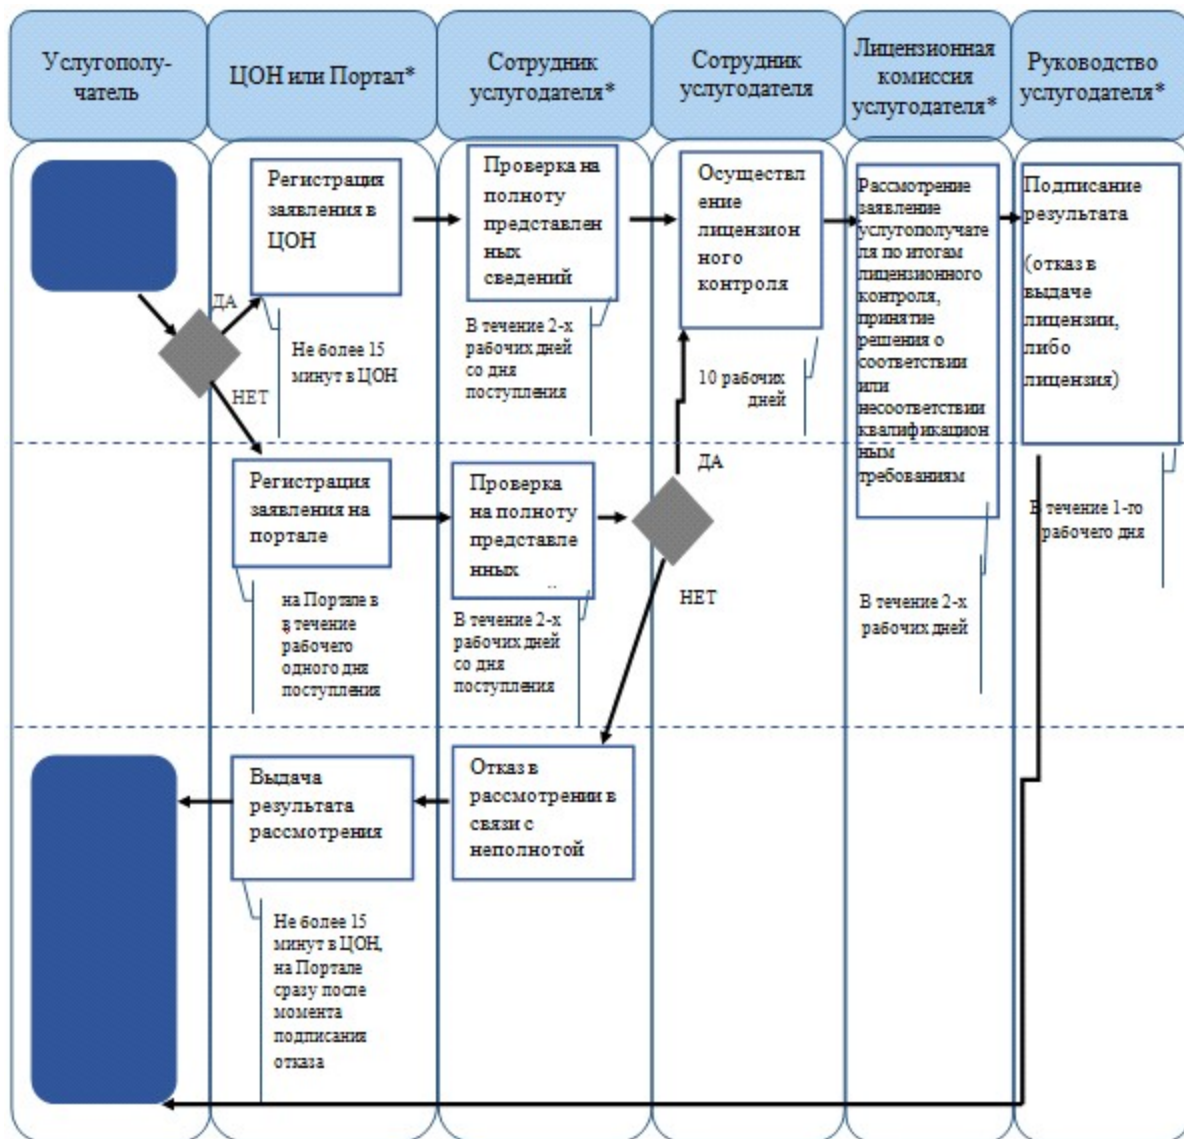 Услугополу-
чатель
ЦОН или Портал*
Сотрудник
услугодателя*
Сотрудник
услугодателя
Лицензионная
комиссия
услугодателя*
Руководство
услугодателя*
Регистрация
заявления в
ЦОН
Проверка на
полноту
представлен
ных
сведений
Осуществл
ение
лицензион
ного
контроля
Рассмотрение
заявление
услугополучате
ля по итогам
лицензионного
контроля,
принятие
решения о
соответствии
или
несоответствии
квалификацион
ным
требованиям
Подписание
результата
(отказ в
выдаче
лицензии,
либо
лицензия)
ДА
НЕТ
Не более 15
минут в ЦОН
В течение 2-х
рабочих дней
со дня
поступления
10 рабочих
дней
Регистрация
заявления на
портале
Проверка
на полноту
представле
нных
ДА
НЕТ
В течение 1-го
рабочего дня
на Портале в
в течение
рабочего
одного дня
поступления
В течение 2-х
рабочих дней
со дня
поступления
В течение 2-х
рабочих дней
Выдача
результата
рассмотрения
Отказ в
рассмотрении в
связи с
неполнотой
Не более 15
минут в ЦОН,
на Портале
сразу после
момента
подписания
отказа